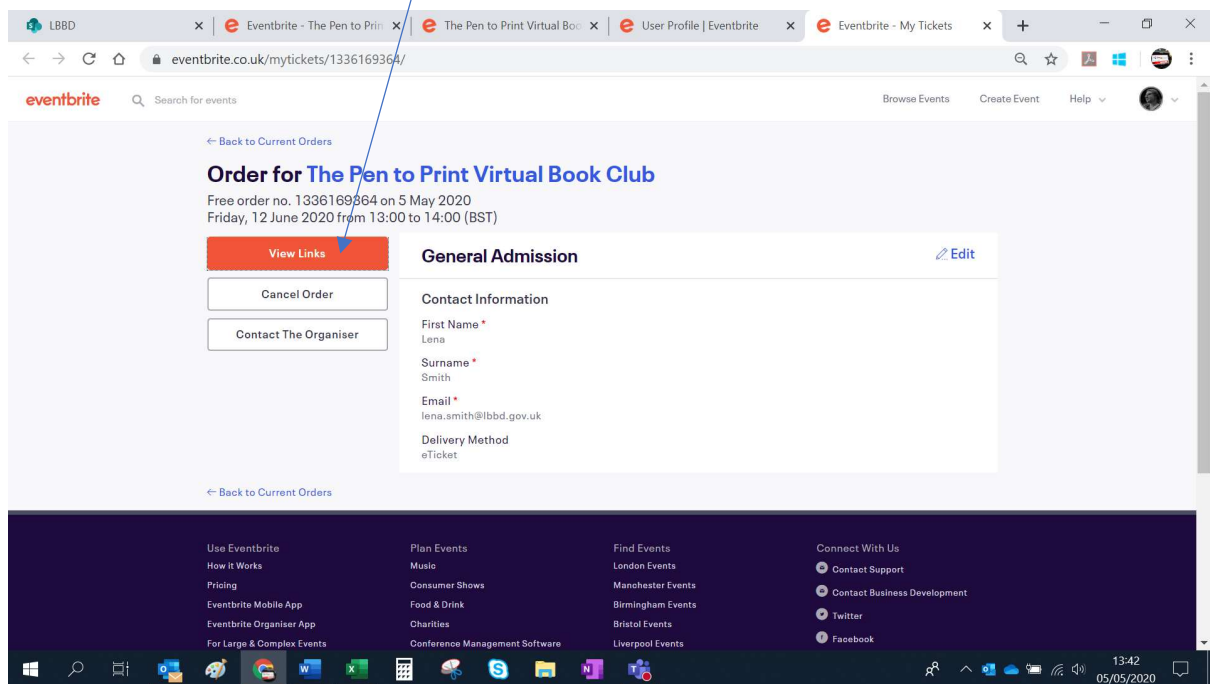 LBBD
Eventbrite - The Pen to Prin
The Pen to Print Virtual Boo
User Profile | Eventbrite
Eventbrite - My Tickets
eventbrite.co.uk/mytickets/1336169364/
eventbrite
Search for events
Browse Events
Create Event
Help
← Back to Current Orders
Order for The Pen to Print Virtual Book Club
Free order no. 1336169364 on 5 May 2020
Friday, 12 June 2020 from 13:00 to 14:00 (BST)
View Links
Cancel Order
Contact The Organiser
General Admission
Edit
Contact Information
First Name *
Lena
Surname *
Smith
Email *
lena.smith@lbbd.gov.uk
Delivery Method
eTicket
← Back to Current Orders
Use Eventbrite
How it Works
Pricing
Eventbrite Mobile App
Eventbrite Organiser App
For Large & Complex Events
Plan Events
Music
Consumer Shows
Food & Drink
Charities
Conference Management Software
Find Events
London Events
Manchester Events
Birmingham Events
Bristol Events
Liverpool Events
Connect With Us
Contact Support
Contact Business Development
Twitter
Facebook
13:42
05/05/2020